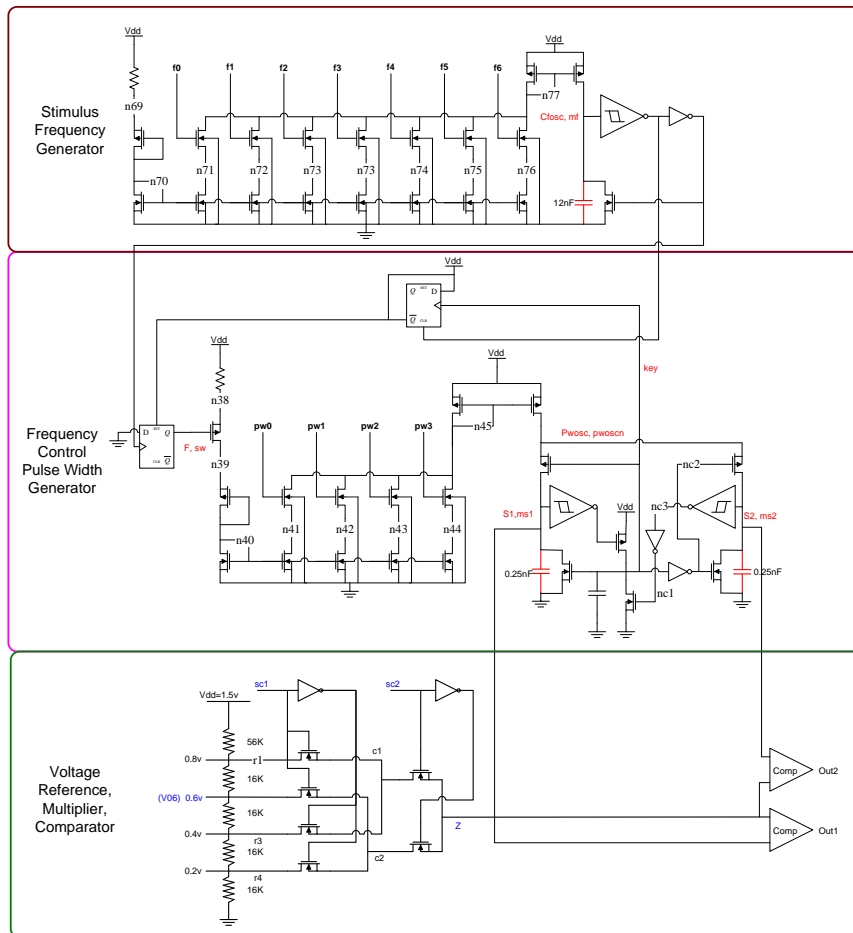 Vdd
f0 f1 f2 f3 f4 f5 f6
Vdd
n69
n77
Stimulus
Frequency
Generator
Cfosc, mf
n71 n72 n73 n73 n74 n75 n76
n70
12nF
Vdd
Q SET D
Q CLR
Vdd
Vdd
key
n38
pw0 pw1 pw2 pw3
n45
D SET Q
CLR Q
F, sw
Frequency
Control
Pulse Width
Generator
Pwosc, pwoscn
n39
nc2
Vdd
S1,ms1
nc3
S2, ms2
n41 n42 n43 n44
n40
0.25nF
0.25nF
nc1
Vdd=1.5v
sc1
sc2
56K
0.8v
r1
c1
16K
Voltage
Reference,
Multiplier,
Comparator
(V06) 0.6v
16K
0.4v
r3
16K
c2
Z
0.2v
r4
16K
Comp
Out2
Comp
Out1